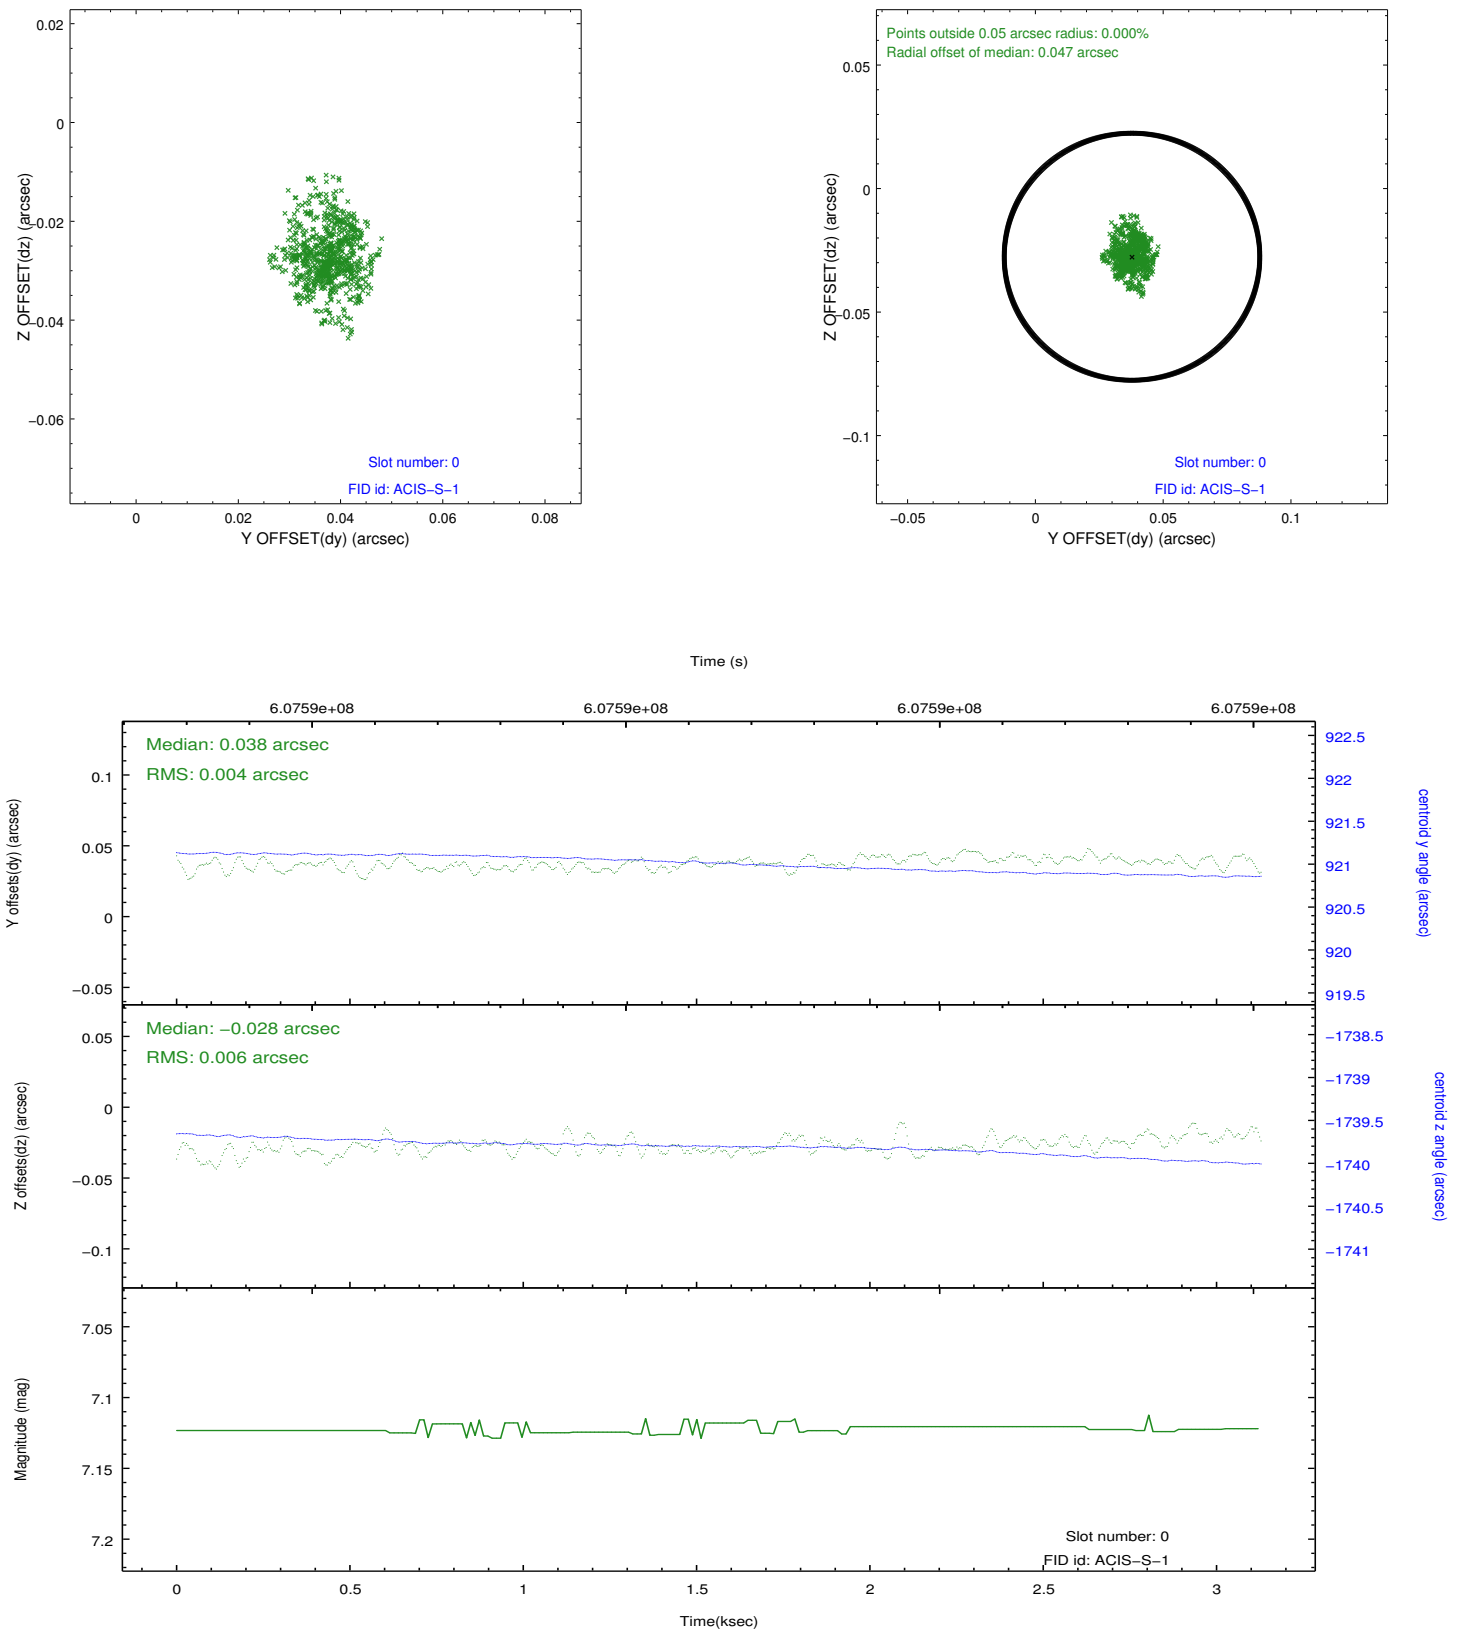 0.02
0
−0.02
−0.04
−0.06
Z OFFSET(dz) (arcsec)
Slot number: 0
FID id: ACIS−S−1
0
0.02
0.04
0.06
0.08
Y OFFSET(dy) (arcsec)
Points outside 0.05 arcsec radius: 0.000%
Radial offset of median: 0.047 arcsec
0.05
0
−0.05
−0.1
Z OFFSET(dz) (arcsec)
Slot number: 0
FID id: ACIS−S−1
−0.05
0
0.05
0.1
Y OFFSET(dy) (arcsec)
Time (s)
6.0759e+08
6.0759e+08
6.0759e+08
6.0759e+08
Median: 0.038 arcsec
RMS: 0.004 arcsec
0.1
0.05
0
−0.05
Y offsets(dy) (arcsec)
922.5
922
921.5
921
920.5
920
919.5
centroid y angle (arcsec)
Median: −0.028 arcsec
RMS: 0.006 arcsec
0.05
0
−0.05
−0.1
Z offsets(dz) (arcsec)
−1738.5
−1739
−1739.5
−1740
−1740.5
−1741
centroid z angle (arcsec)
7.05
7.1
7.15
7.2
Magnitude (mag)
Slot number: 0
FID id: ACIS−S−1
0
0.5
1
1.5
2
2.5
3
Time(ksec)